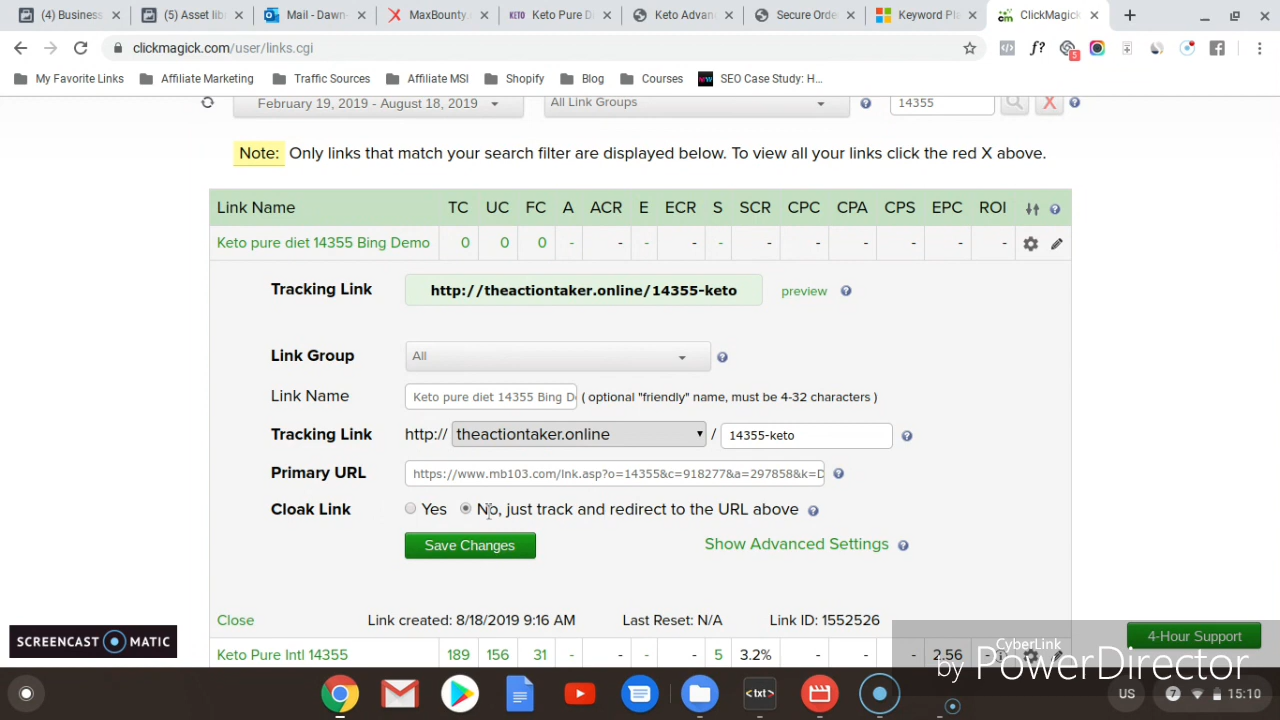 (4) Business
(5) Asset lib
Mail - Dawn-
MaxBounty.
Keto Pure D
Keto Advan
Secure Orde
Keyword Pla
ClickMagick
clickmagick.com/user/links.cgi
f?
5
My Favorite Links
Affiliate Marketing
Traffic Sources
Affiliate MSI
Shopify
Blog
Courses
SEO Case Study: H...
February 19, 2019 - August 18, 2019
All Link Groups
14355
X
Note: Only links that match your search filter are displayed below. To view all your links click the red X above.
Link Name TC UC FC A ACR E ECR S SCR CPC CPA CPS EPC ROI
Keto pure diet 14355 Bing Demo 0 0 0 - - - - - - - - - - -
Tracking Link http://theactiontaker.online/14355-keto preview
Link Group All
Link Name Keto pure diet 14355 Bing D ( optional "friendly" name, must be 4-32 characters )
Tracking Link http:// theactiontaker.online / 14355-keto
Primary URL https://www.mb103.com/lnk.asp?o=14355&c=918277&a=297858&k=D
Cloak Link Yes No, just track and redirect to the URL above
Save Changes Show Advanced Settings
Close Link created: 8/18/2019 9:16 AM Last Reset: N/A Link ID: 1552526
SCREENCAST-O-MATIC
4-Hour Support
Keto Pure Intl 14355 189 156 31 - - - - 5 3.2% - - - 2.56 -
CyberLink
by PowerDirector
<txt>
US
7
15:10